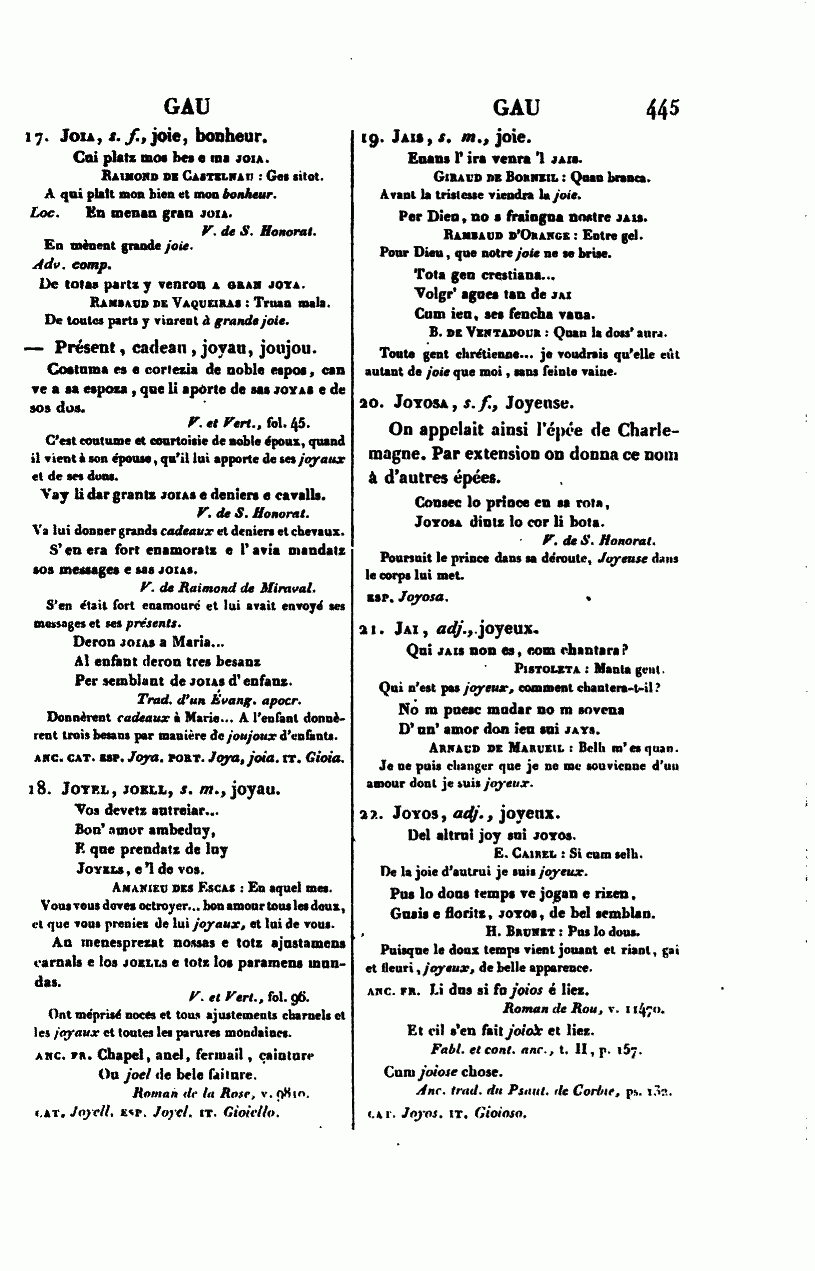 GAU
17. Joia, s. f., joie, bonheur.
Cui platz mos bes e ma joia.
Raimond de Castelnau : Ges sitot.
A qui plaît mon bien et mon bonheur.
Loc. En menan gran joia.
V. de S. Honorat.
En mènent grande joie.
Adv. comp.
De totas partz y venron a gran joya.
Rambaud de Vaqueiras : Truan mala.
De toutes parts y vinrent à grande joie.
— Présent, cadeau, joyau, joujou.
Costuma es e cortezia de noble espos, can
ve a sa espoza, que li aporte de sas joyas e de
sos dos.
V. et Vert., fol. 45.
C'est coutume et courtoisie de noble époux, quand
il vient à son épouse, qu'il lui apporte de ses joyaux
et de ses dons.
Vay li dar grantz joias e deniers e cavalls.
V. de S. Honorat.
Va lui donner grands cadeaux et deniers et chevaux.
S'en era fort enamoratz e l'avia mandatz
sos messages e sas joias.
V. de Raimond de Miraval.
S'en était fort enamouré et lui avait envoyé ses
messages et ses présents.
Deron joias a Maria...
Al enfant deron tres besanz
Per semblant de joias d'enfanz.
Trad. d'un Évang. apocr.
Donnèrent cadeaux à Marie... A l'enfant donnè-
rent trois besans par manière de joujoux d'enfants.
anc. cat. esp. Joya. port. Joya, joia. it. Gioia.
18. Joyel, joell, s. m., joyau.
Vos devetz autreiar...
Bon' amor ambeduy,
E que prendatz de luy
Joyels, e 'l de vos.
Amanieu des Escas : En aquel mes.
Vous vous devez octroyer... bon amour tous les deux,
et que vous preniez de lui joyaux, et lui de vous.
An menesprezat nossas e totz ajustamens
carnals e los joells e totz los paramens mun-
das.
V. et Vert., fol. 96.
Ont méprisé noces et tous ajustements charnels et
les joyaux et toutes les parures mondaines.
anc. fr. Chapel, anel, fermail, çainture
Ou joel de bele faiture.
Roman de la Rose, v. 9810.
cat. Joyell. esp. Joyel. it. Gioiello.
GAU 445
19. Jais, s. m., joie.
Enans l' ira venra 'l jais.
Giraud de Borneil : Quan branca.
Avant la tristesse viendra la joie.
Per Dieu, no s fraingua nostre jais.
Rambaud d'Orange : Entre gel.
Pour Dieu, que notre joie ne se brise.
Tota gen crestiana...
Volgr' agues tan de jai
Cum ieu, ses fencha vana.
B. de Ventadour : Quan la doss' aura.
Toute gent chrétienne... je voudrais qu'elle eût
autant de joie que moi, sans feinte vaine.
20. Joyosa, s. f., Joyeuse.
On appelait ainsi l'épée de Charle-
magne. Par extension on donna ce nom
à d'autres épées.
Consec lo prince en sa rota,
Joyosa dintz lo cor li bota.
V. de S. Honorat.
Poursuit le prince dans sa déroute, Joyeuse dans
le corps lui met.
esp. Joyosa.
21. Jai, adj., joyeux.
Qui jais non es, com chantara?
Pistoleta : Manta gent.
Qui n'est pas joyeux, comment chantera-t-il?
No m puesc mudar no m sovena
D'un' amor don ieu sui jays.
Arnaud de Marueil : Belh m'es quan.
Je ne puis changer que je ne me souvienne d'un
amour dont je suis joyeux.
22. Joyos, adj., joyeux.
Del altrui joy sui joyos.
E. Cairel : Si cum selh.
De la joie d'autrui je suis joyeux.
Pus lo dous temps ve jogan e rizen,
Guais e floritz, joyos, de bel semblan.
H. Brunet : Pus lo dous.
Puisque le doux temps vient jouant et riant, gai
et fleuri, joyeux, de belle apparence.
anc. fr. Li dus si fu joios é liez.
Roman de Rou, v. 11470.
Et cil s'en fait joiox et liez.
Fabl. et cont. anc., t. II, p. 157.
Cum joiose chose.
Anc. trad. du Psaut. de Corbie, ps. 132.
cat. Joyos. it. Gioioso.